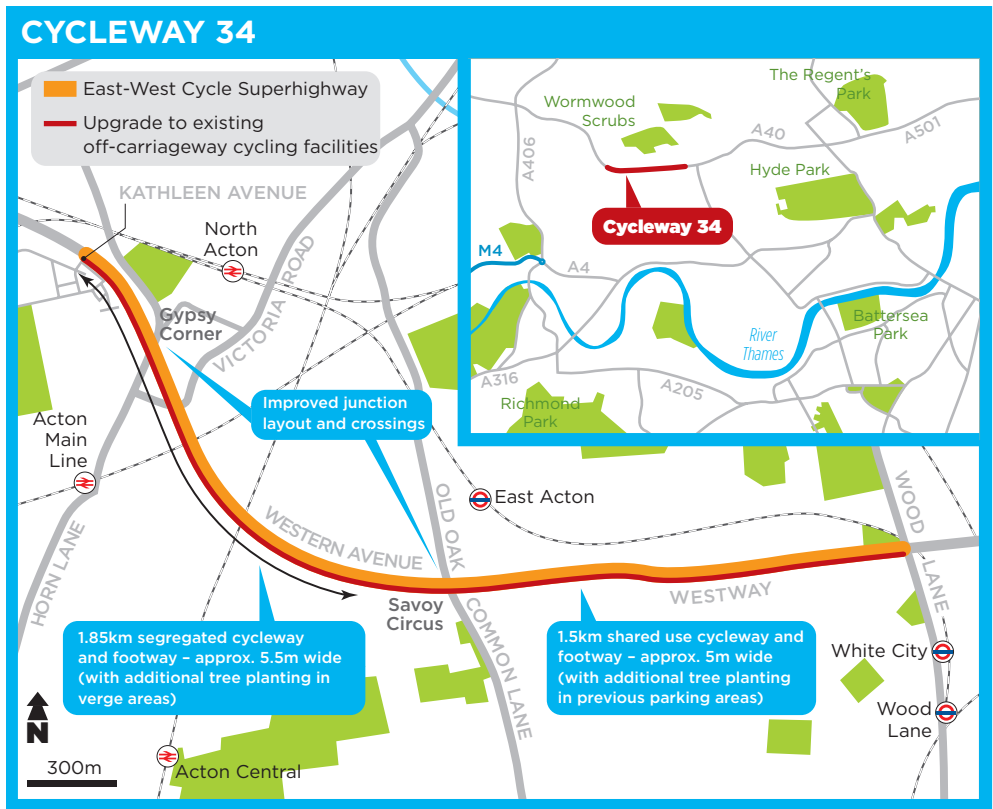 CYCLEWAY 34
East-West Cycle Superhighway
Upgrade to existing
off-carriageway cycling facilities
KATHLEEN AVENUE
North
Acton
VICTORIA ROAD
Gypsy
Corner
Improved junction
layout and crossings
Acton
Main
Line
HORN LANE
WESTERN AVENUE
OLD OAK
COMMON LANE
East Acton
Savoy
Circus
WESTWAY
WOOD
LANE
1.85km segregated cycleway
and footway – approx. 5.5m wide
(with additional tree planting in
verge areas)
1.5km shared use cycleway and
footway – approx. 5m wide
(with additional tree planting
in previous parking areas)
White City
Wood
Lane
N
300m
Acton Central
The Regent's
Park
Wormwood
Scrubs
A406
A40
A501
Hyde Park
Cycleway 34
M4
A4
River
Thames
Battersea
Park
A316
A205
Richmond
Park